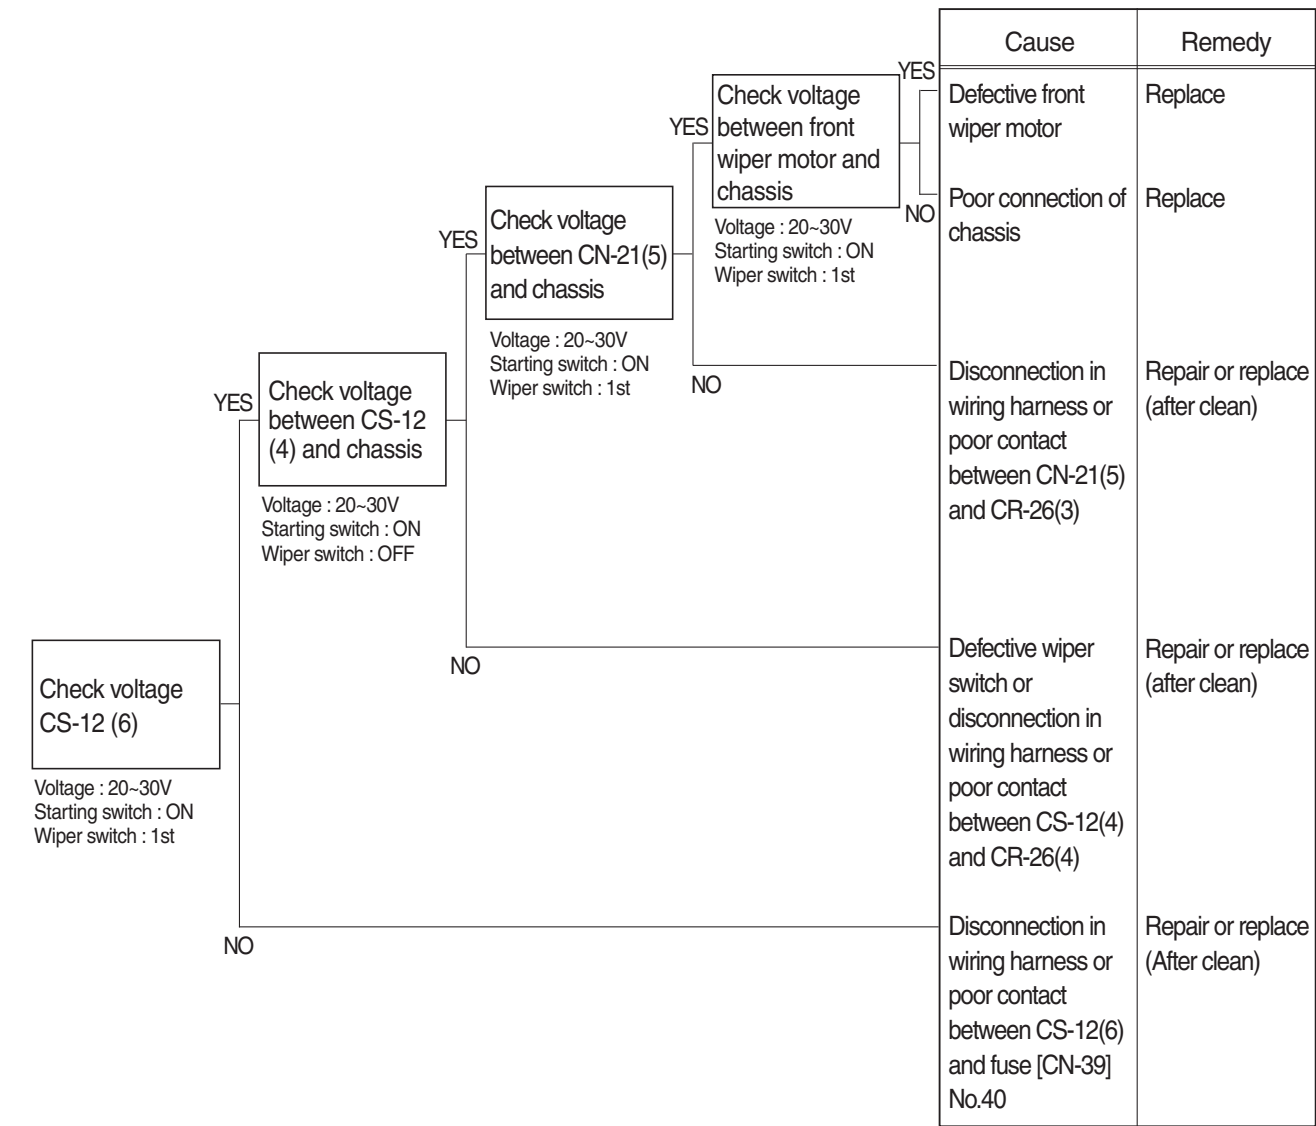 Cause
Remedy
YES
Defective front
wiper motor
Replace
Check voltage
between front
wiper motor and
chassis
YES
NO
Poor connection of
chassis
Replace
Voltage : 20~30V
Starting switch : ON
Wiper switch : 1st
Check voltage
between CN-21(5)
and chassis
YES
Voltage : 20~30V
Starting switch : ON
Wiper switch : 1st
NO
Disconnection in
wiring harness or
poor contact
between CN-21(5)
and CR-26(3)
Repair or replace
(after clean)
YES
Check voltage
between CS-12
(4) and chassis
Voltage : 20~30V
Starting switch : ON
Wiper switch : OFF
NO
Defective wiper
switch or
disconnection in
wiring harness or
poor contact
between CS-12(4)
and CR-26(4)
Repair or replace
(after clean)
Check voltage
CS-12 (6)
Voltage : 20~30V
Starting switch : ON
Wiper switch : 1st
NO
Disconnection in
wiring harness or
poor contact
between CS-12(6)
and fuse [CN-39]
No.40
Repair or replace
(After clean)